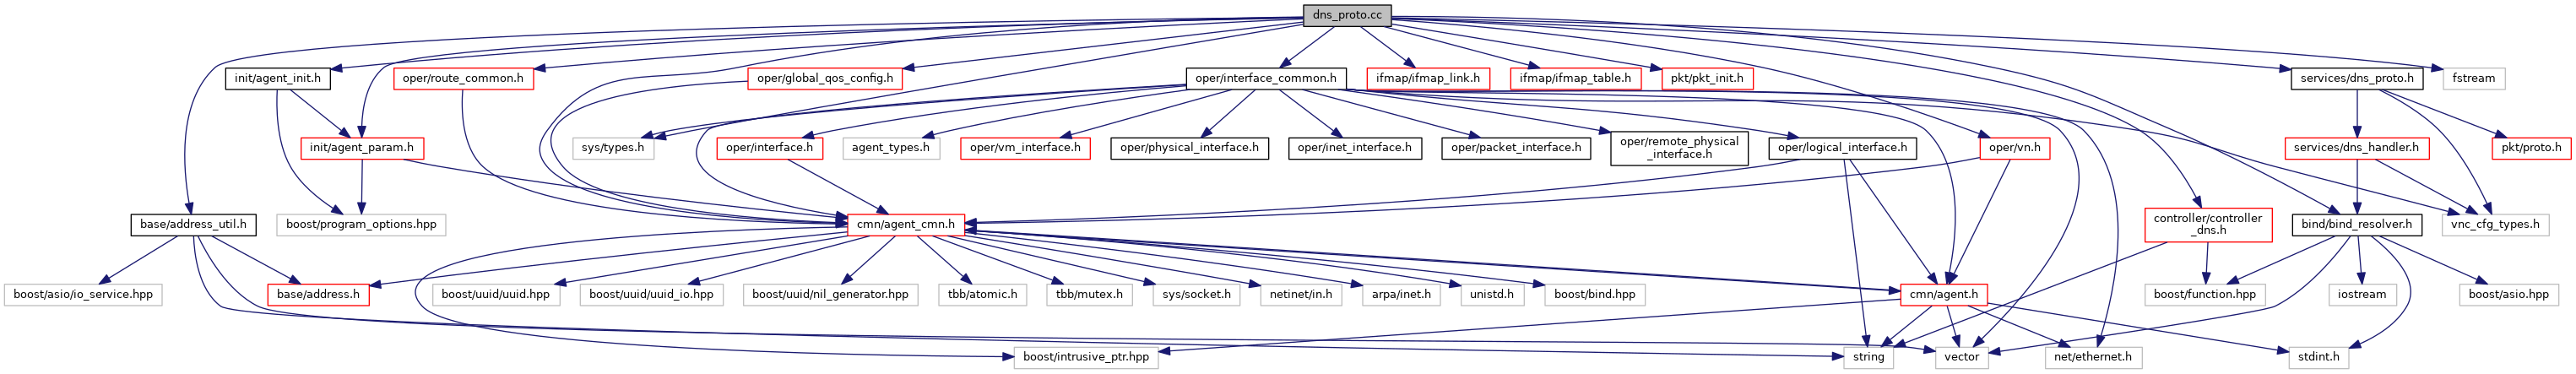 dns_proto.cc
init/agent_init.h
oper/route_common.h
oper/global_qos_config.h
oper/interface_common.h
ifmap/ifmap_link.h
ifmap/ifmap_table.h
pkt/pkt_init.h
services/dns_proto.h
fstream
init/agent_param.h
sys/types.h
oper/interface.h
agent_types.h
oper/vm_interface.h
oper/physical_interface.h
oper/inet_interface.h
oper/packet_interface.h
oper/remote_physical
_interface.h
oper/logical_interface.h
oper/vn.h
services/dns_handler.h
pkt/proto.h
base/address_util.h
boost/program_options.hpp
cmn/agent_cmn.h
controller/controller
_dns.h
bind/bind_resolver.h
vnc_cfg_types.h
boost/asio/io_service.hpp
base/address.h
boost/uuid/uuid.hpp
boost/uuid/uuid_io.hpp
boost/uuid/nil_generator.hpp
tbb/atomic.h
tbb/mutex.h
sys/socket.h
netinet/in.h
arpa/inet.h
unistd.h
boost/bind.hpp
cmn/agent.h
boost/function.hpp
iostream
boost/asio.hpp
boost/intrusive_ptr.hpp
string
vector
net/ethernet.h
stdint.h